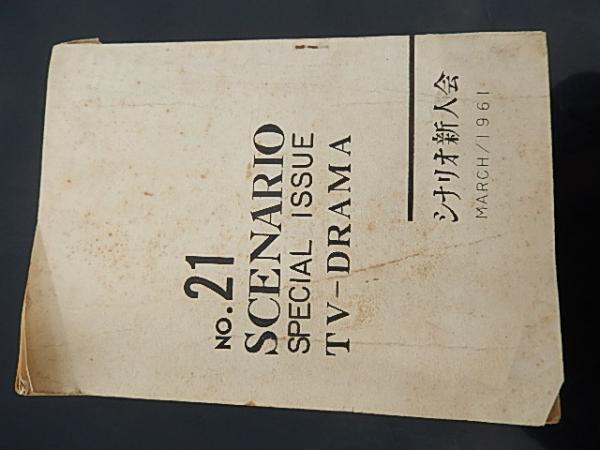 NO.21
SCENARIO
SPECIAL ISSUE
TV-DRAMA
シナリオ新人会
MARCH/1961